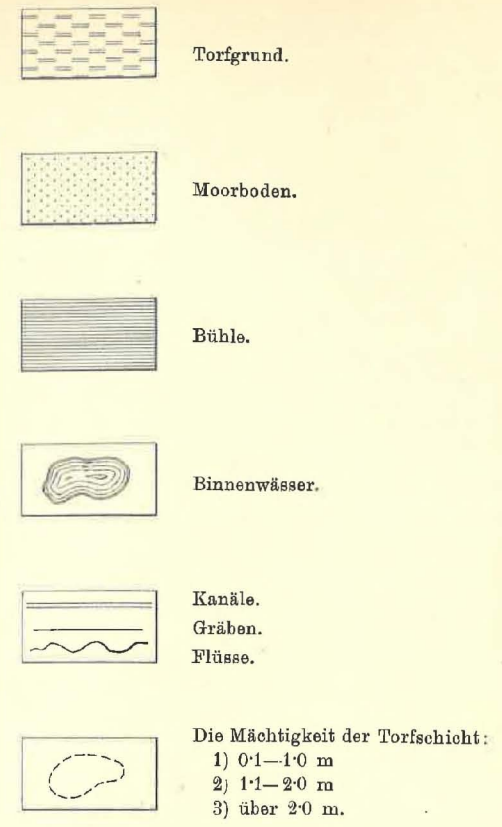 Torfgrund.
Moorboden.
Bühle.
Binnenwässer.
Kanäle.
Gräben.
Flüsse.
Die Mächtigkeit der Torfschicht:
1) 0·1—1·0 m
2) 1·1—2·0 m
3) über 2·0 m.